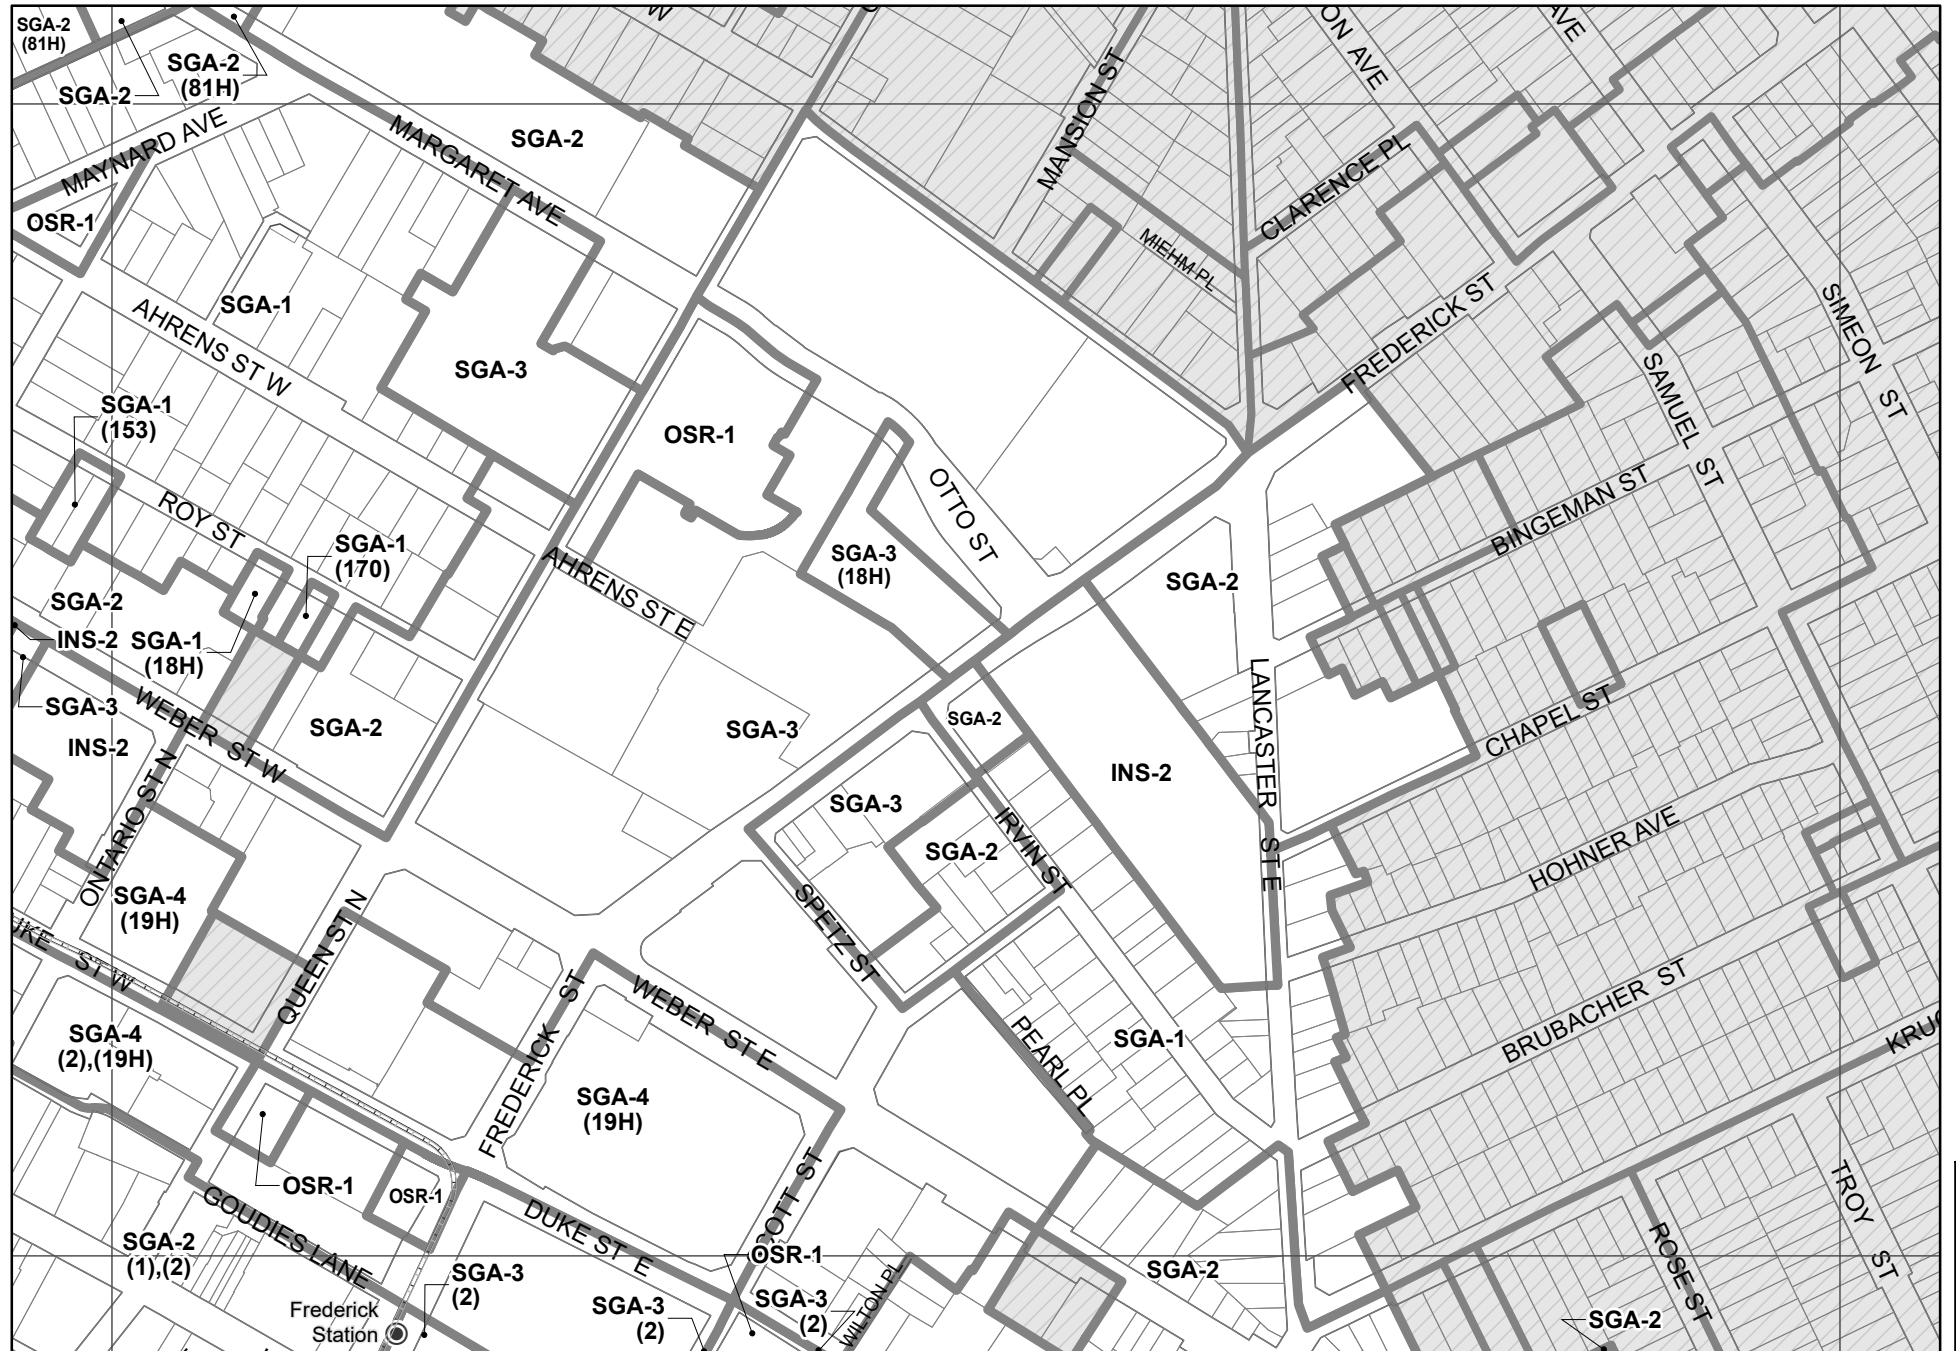 SGA-2
(81H)
SGA-2
SGA-2
(81H)
MAYNARD AVE
OSR-1
MARGARET AVE
SGA-2
W
MANSION ST
AVE
CLARENCE PL
MIEHM PL
FREDERICK ST
SIMEON ST
SAMUEL ST
BINGEMAN ST
SGA-1
AHRENS ST W
SGA-3
OSR-1
SGA-1
(153)
ROY ST
SGA-1
(170)
OTTO ST
SGA-3
(18H)
AHRENS ST E
SGA-2
SGA-2
INS-2
SGA-1
(18H)
SGA-3
INS-2
WEBER ST W
SGA-2
SGA-3
SGA-2
INS-2
LANCASTER ST E
CHAPEL ST
HOHNER AVE
BRUBACHER ST
ONTARIO ST N
SGA-3
SGA-2
IRVIN ST
SPETZ ST
SGA-4
(19H)
ST W
QUEEN ST N
SGA-4
(2),(19H)
FREDERICK ST
WEBER ST E
SGA-4
(19H)
PEARL PL
SGA-1
OSR-1
OSR-1
GOUDIES LANE
SGA-2
(1),(2)
DUKE ST E
SCOTT ST
OSR-1
SGA-3
(2)
Frederick
Station
SGA-3
(2)
SGA-3
(2)
WILTON PL
SGA-2
SGA-2
ROSE ST
TROY ST